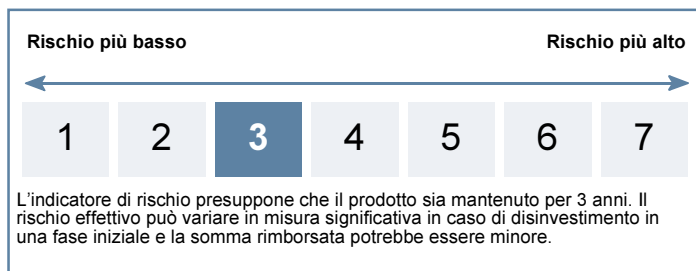 Rischio più basso Rischio più alto
1 2 3 4 5 6 7
L'indicatore di rischio presuppone che il prodotto sia mantenuto per 3 anni. Il
rischio effettivo può variare in misura significativa in caso di disinvestimento in
una fase iniziale e la somma rimborsata potrebbe essere minore.